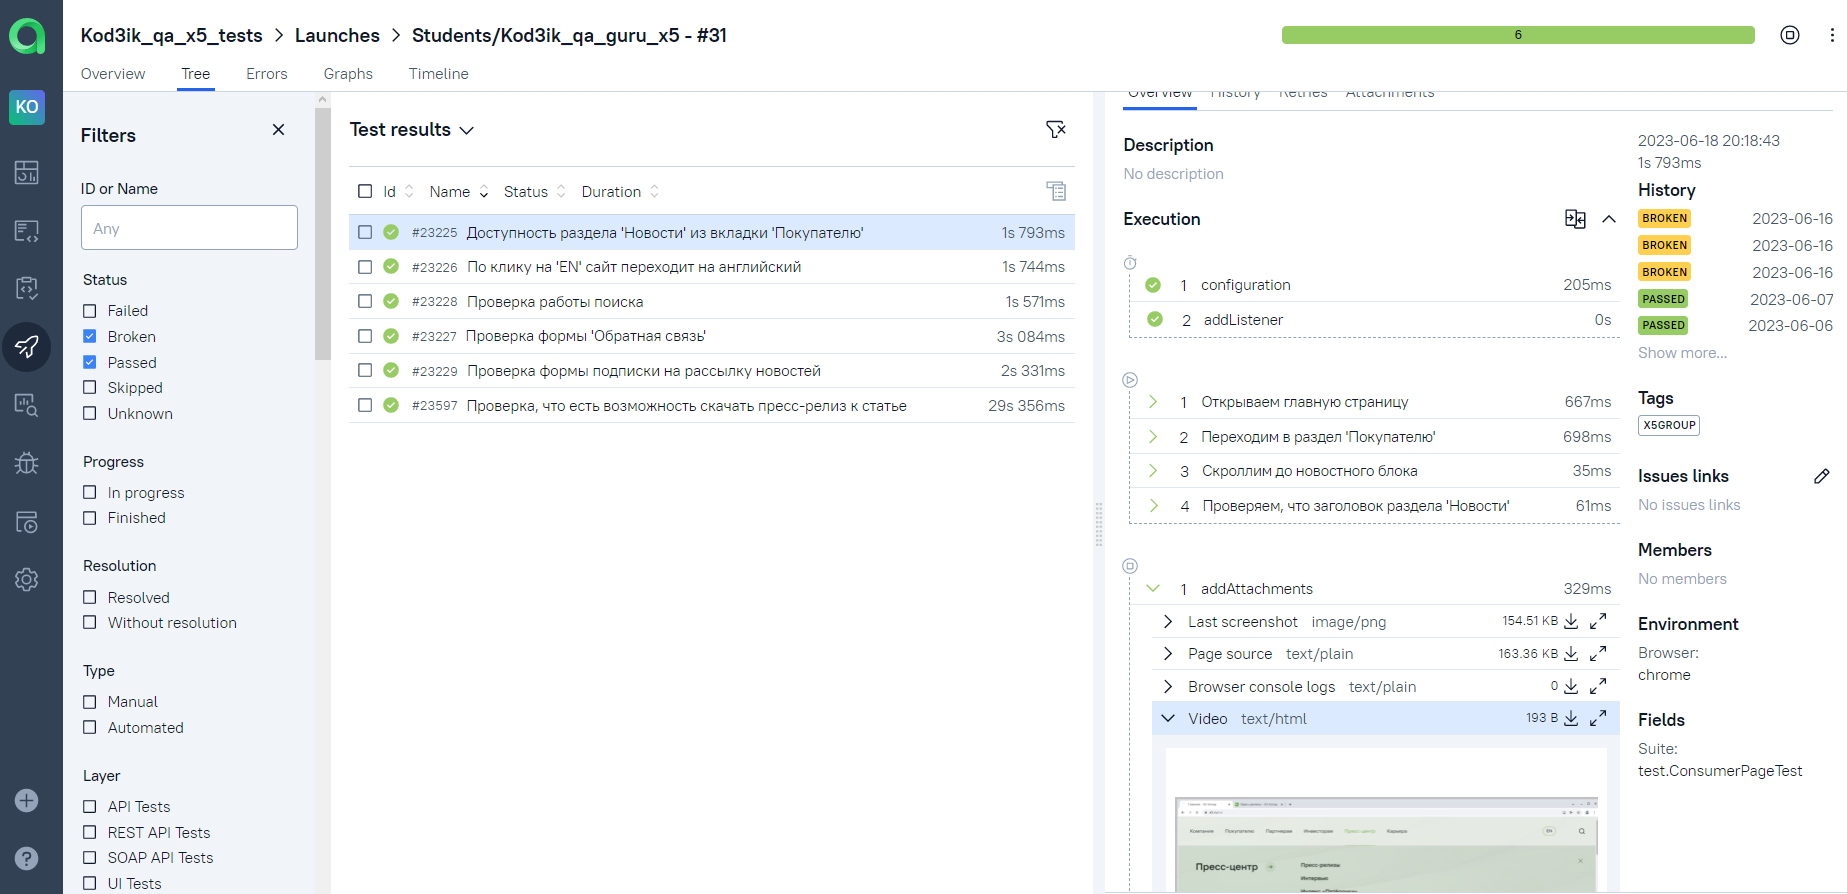 Kod3ik_qa_x5_tests > Launches > Students/Kod3ik_qa_guru_x5 - #31
6
Overview Tree Errors Graphs Timeline
KO
Filters
ID or Name
Any
Status
Failed
Broken
Passed
Skipped
Unknown
Progress
In progress
Finished
Resolution
Resolved
Without resolution
Type
Manual
Automated
Layer
API Tests
REST API Tests
SOAP API Tests
UI Tests
Test results
Id Name Status Duration
#23225 Доступность раздела 'Новости' из вкладки 'Покупателю' 1s 793ms
#23226 По клику на 'EN' сайт переходит на английский 1s 744ms
#23228 Проверка работы поиска 1s 571ms
#23227 Проверка формы 'Обратная связь' 3s 084ms
#23229 Проверка формы подписки на рассылку новостей 2s 331ms
#23597 Проверка, что есть возможность скачать пресс-релиз к статье 29s 356ms
Overview History Retries Attachments
Description
No description
Execution
1 configuration 205ms
2 addListener 0s
1 Открываем главную страницу 667ms
2 Переходим в раздел 'Покупателю' 698ms
3 Скроллим до новостного блока 35ms
4 Проверяем, что заголовок раздела 'Новости' 61ms
1 addAttachments 329ms
Last screenshot image/png 154.51 KB
Page source text/plain 163.36 KB
Browser console logs text/plain 0
Video text/html 193 B
Компания Покупателю Партнерам Инвесторам Пресс-центр Карьера EN
Пресс-центр
Пресс-релизы
Интервью
2023-06-18 20:18:43
1s 793ms
History
BROKEN 2023-06-16
BROKEN 2023-06-16
BROKEN 2023-06-16
PASSED 2023-06-07
PASSED 2023-06-06
Show more...
Tags
X5GROUP
Issues links
No issues links
Members
No members
Environment
Browser:
chrome
Fields
Suite:
test.ConsumerPageTest